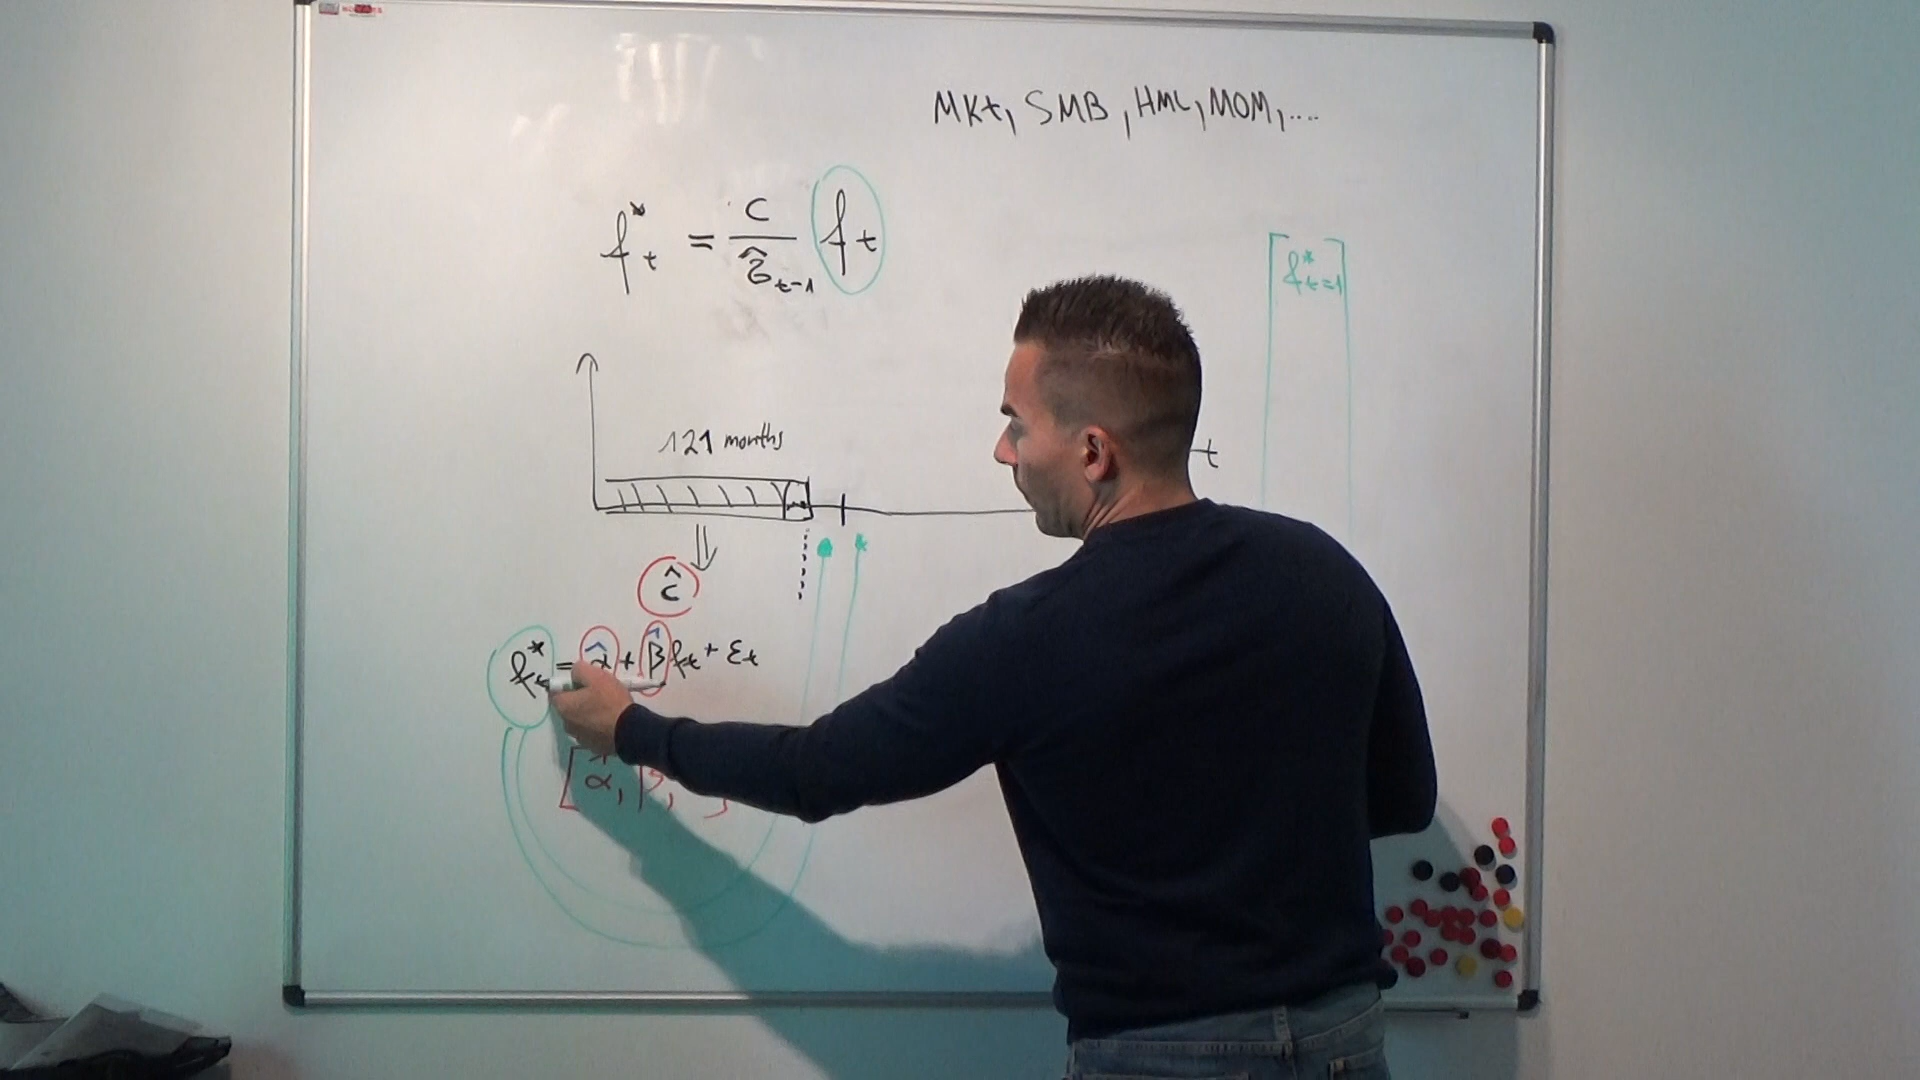 MKt, SMB, HML, MOM, ....
f*t = c / σ̂t-1 ft
[f*t=1]
121 months
t
ĉ
f*t = α̂ + β̂ ft + εt
[α̂, β,